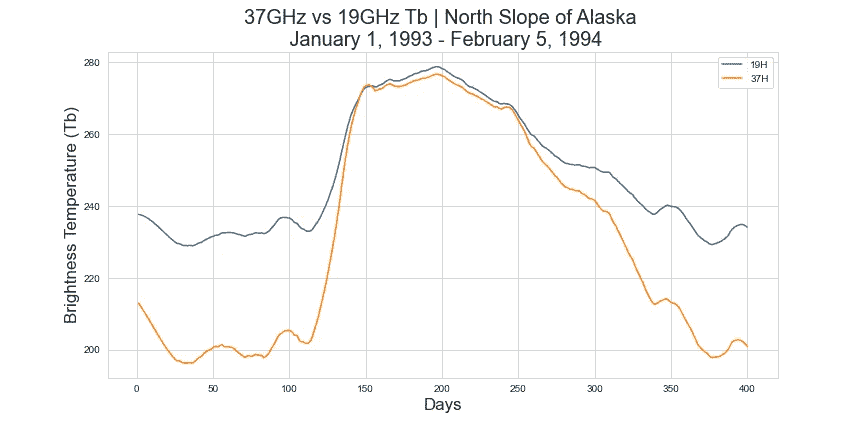 37GHz vs 19GHz Tb | North Slope of Alaska
January 1, 1993 - February 5, 1994
19H
37H
Brightness Temperature (Tb)
280
260
240
220
200
0 50 100 150 200 250 300 350 400
Days